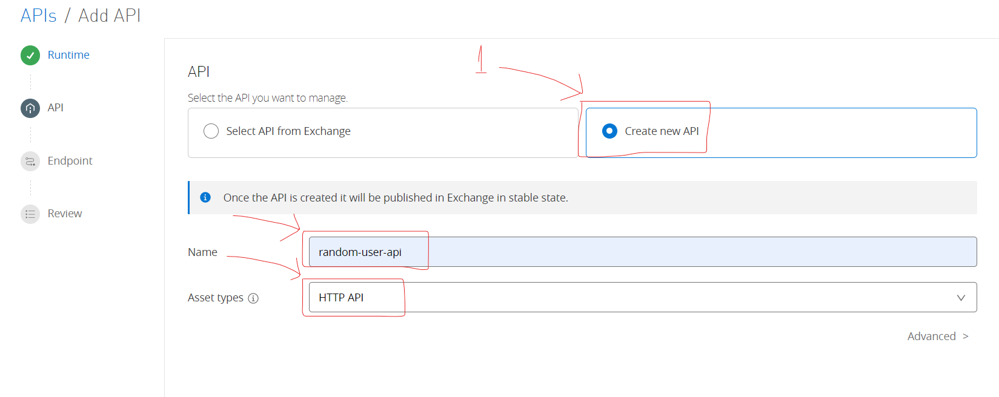 APIs / Add API
Runtime
API
Endpoint
Review
1
API
Select the API you want to manage.
Select API from Exchange
Create new API
Once the API is created it will be published in Exchange in stable state.
Name
random-user-api
Asset types
HTTP API
Advanced >